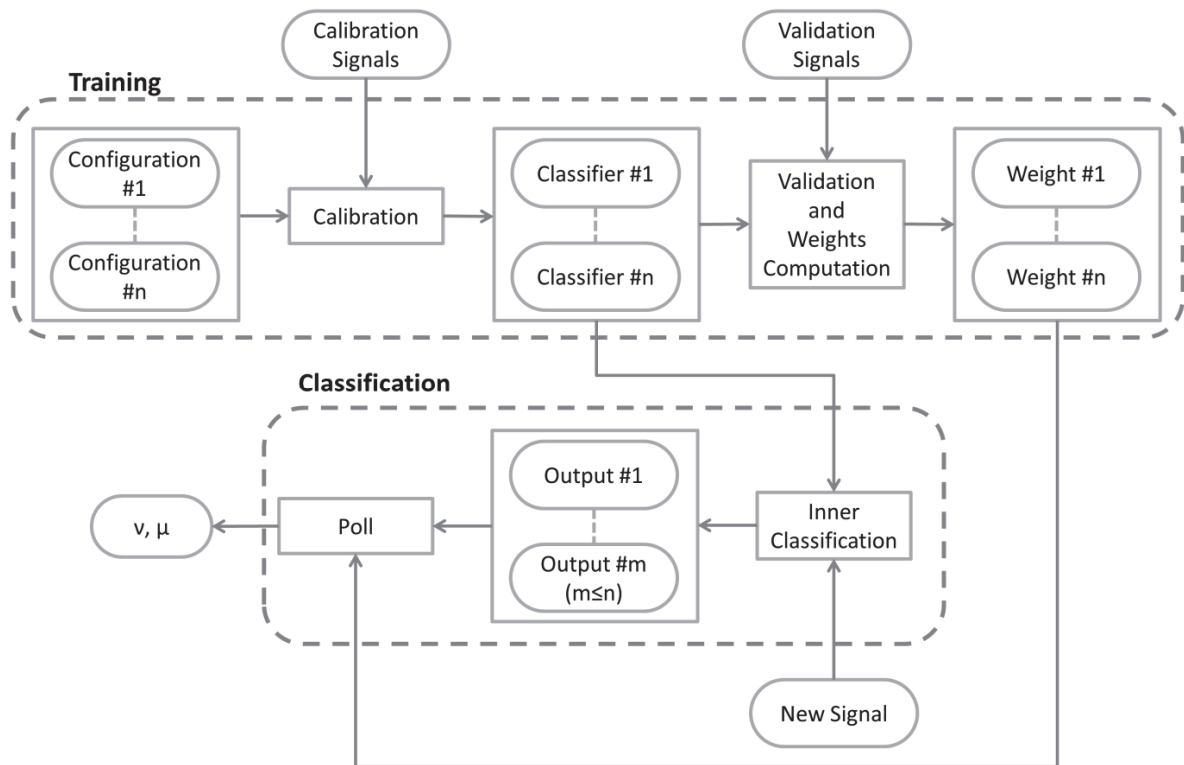 Calibration
Signals
Validation
Signals
Training
Configuration
#1
Configuration
#n
Calibration
Classifier #1
Classifier #n
Validation
and
Weights
Computation
Weight #1
Weight #n
Classification
ν, μ
Poll
Output #1
Output #m
(m≤n)
Inner
Classification
New Signal